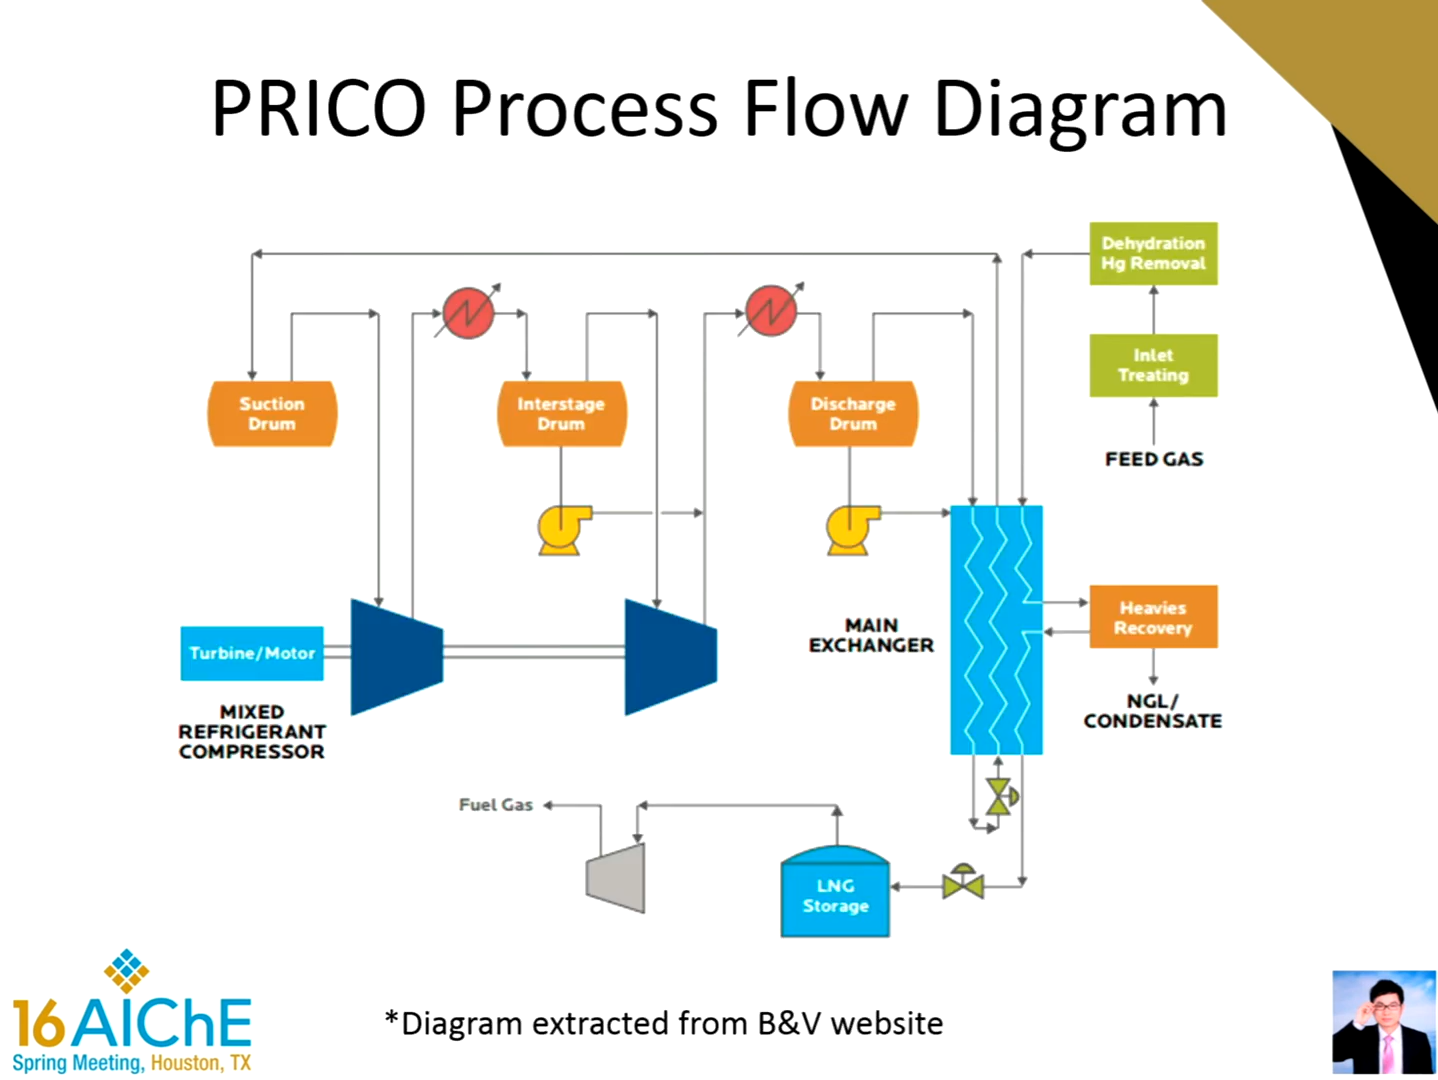 PRICO Process Flow Diagram
Dehydration
Hg Removal
Inlet
Treating
FEED GAS
Suction
Drum
Interstage
Drum
Discharge
Drum
MAIN
EXCHANGER
Heavies
Recovery
NGL/
CONDENSATE
Turbine/Motor
MIXED
REFRIGERANT
COMPRESSOR
Fuel Gas
LNG
Storage
16 AIChE
Spring Meeting, Houston, TX
*Diagram extracted from B&V website